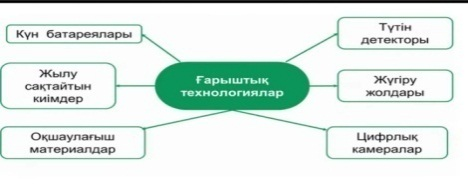 Күн батареялары
Түтін
детекторы
Жылу
сақтайтын
киімдер
Ғарыштық
технологиялар
Жүгіру
жолдары
Оқшаулағыш
материалдар
Цифрлық
камералар